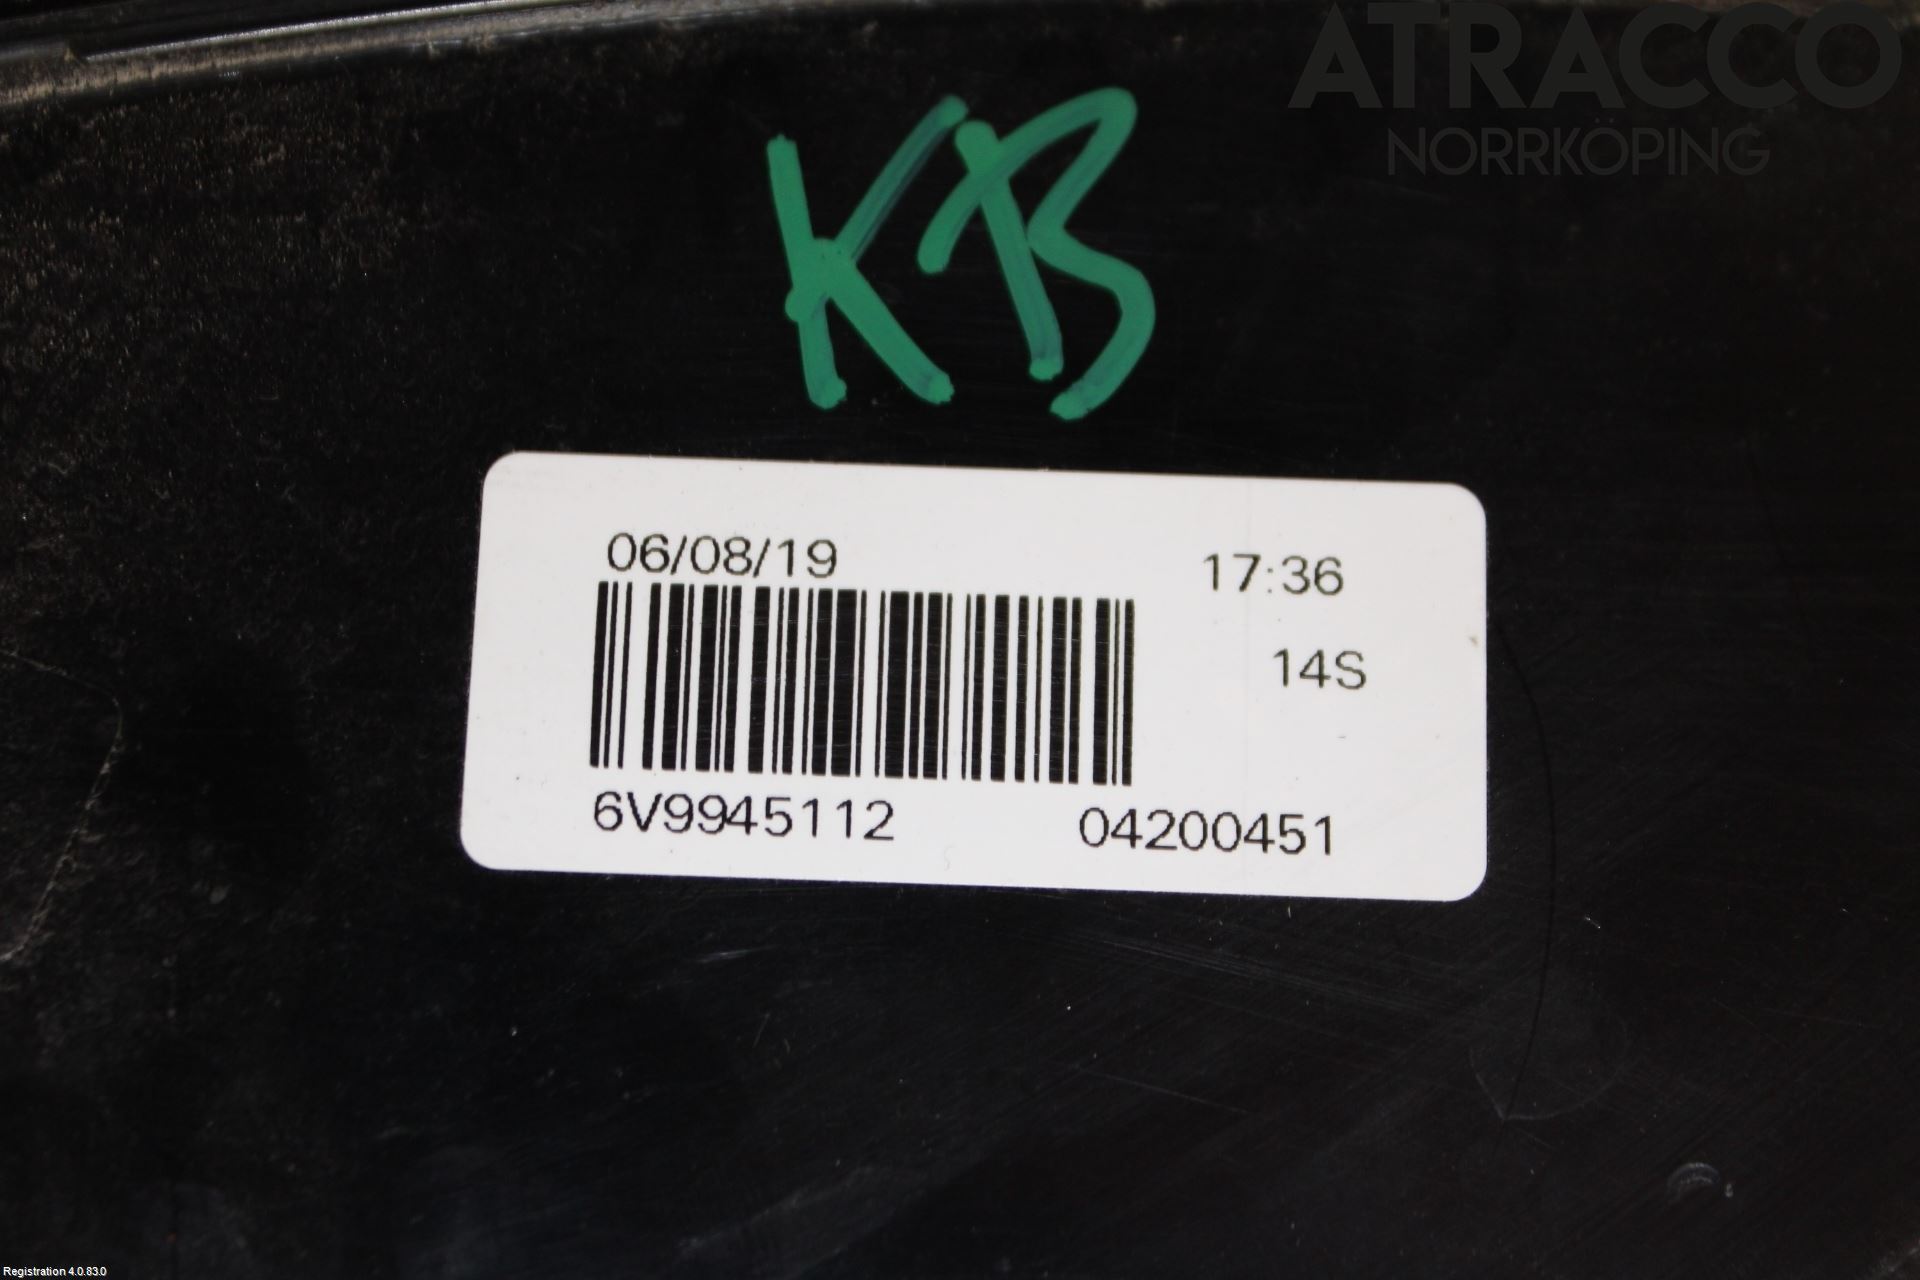 ATRACCO
NORRKÖPING
KB
06/08/19 17:36
14S
6V9945112 04200451
Registration 4.0.83.0